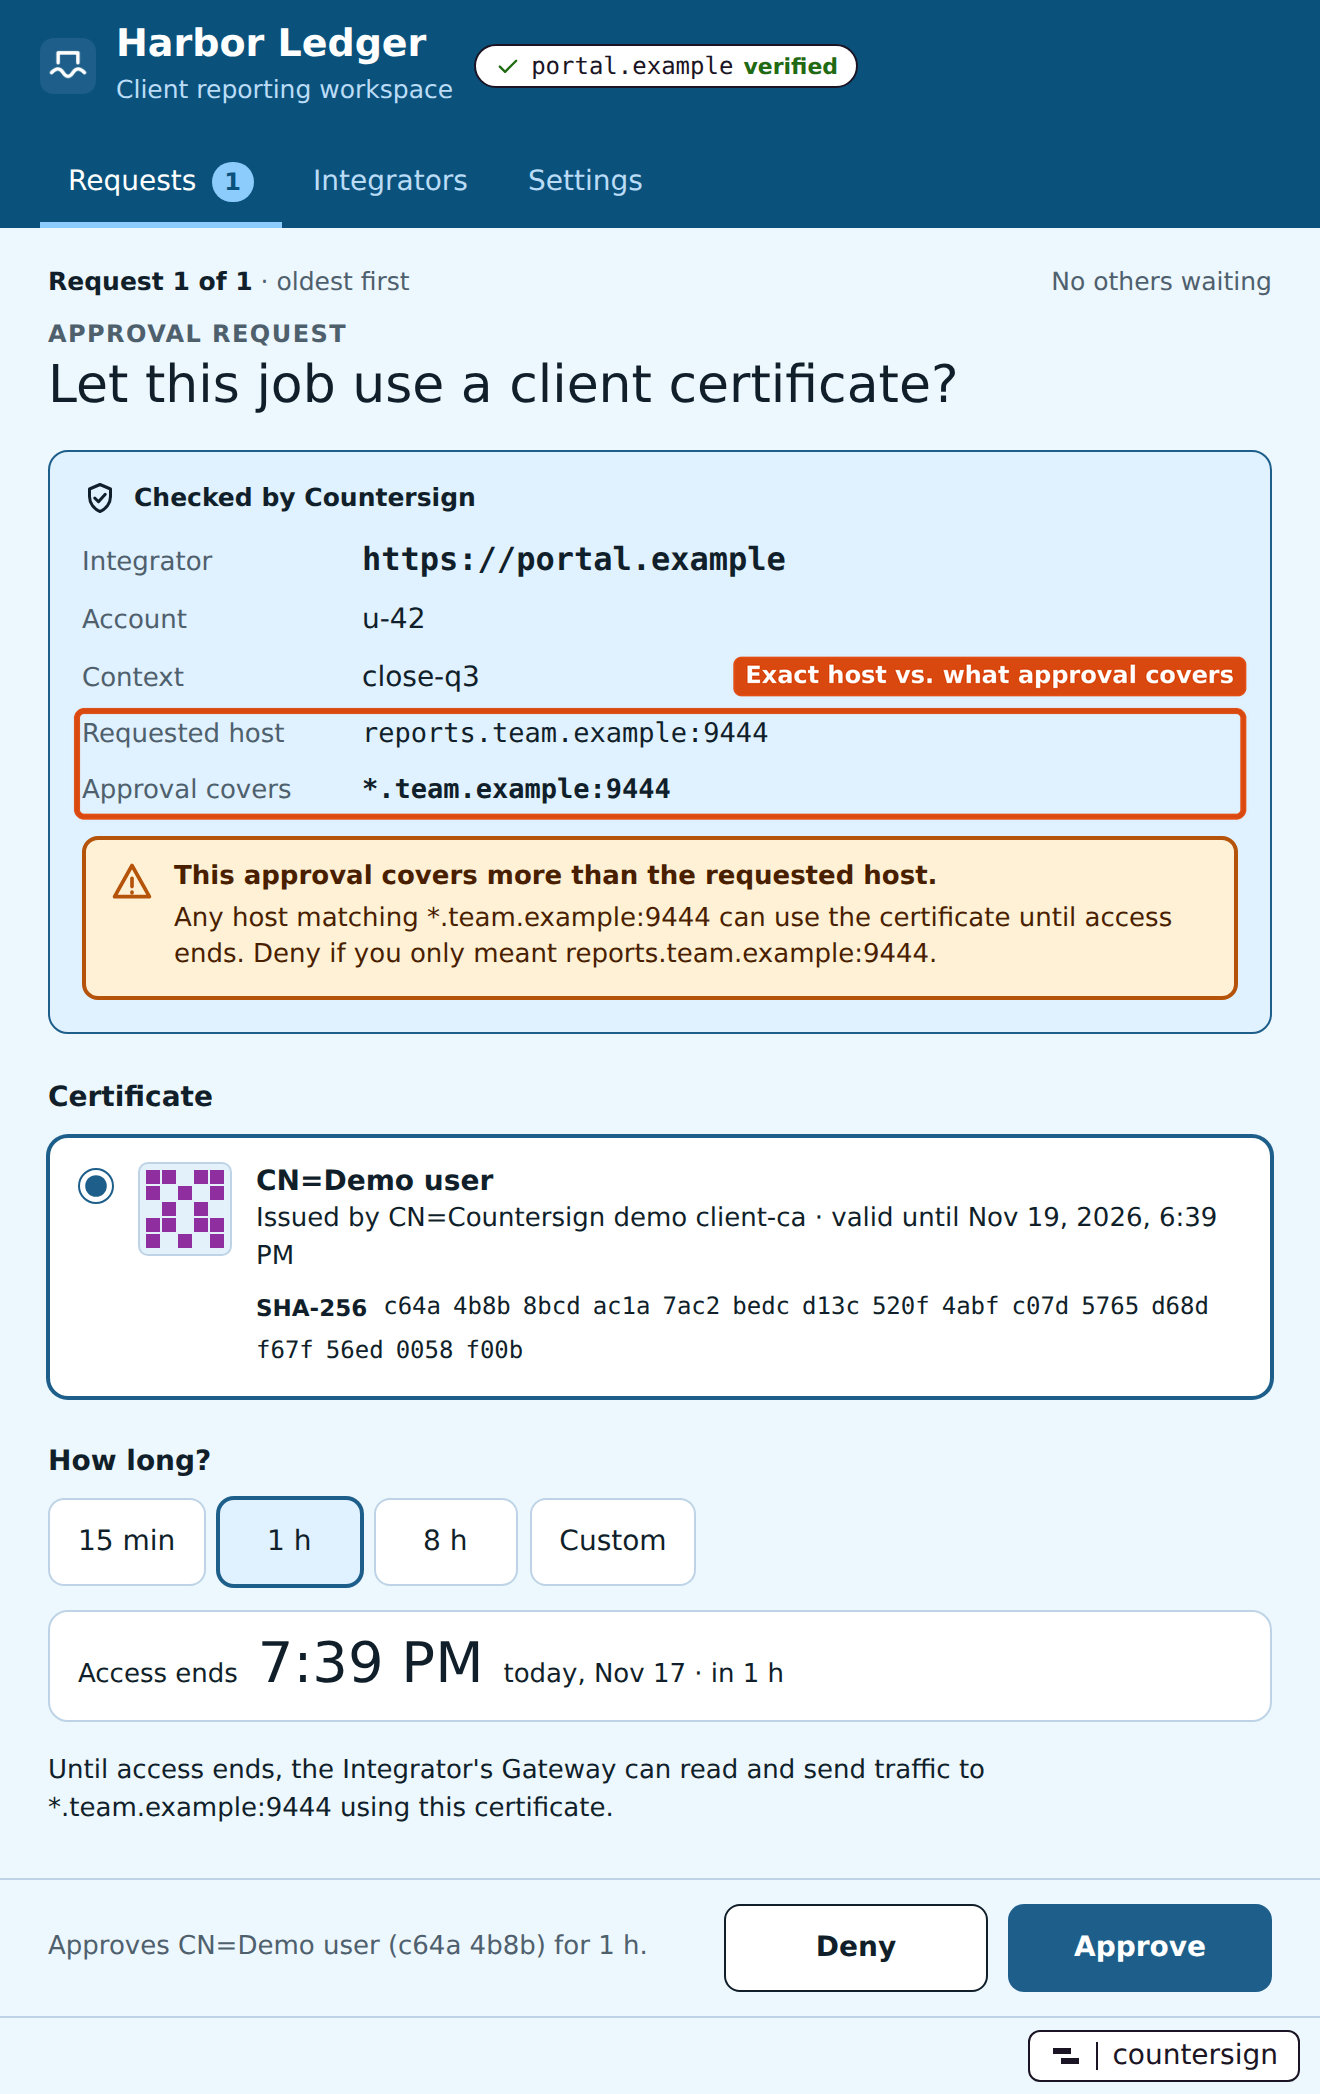 Harbor Ledger
Client reporting workspace
portal.example verified
Requests 1 Integrators Settings
Request 1 of 1 · oldest first
No others waiting
APPROVAL REQUEST
Let this job use a client certificate?
Checked by Countersign
Integrator https://portal.example
Account u-42
Context close-q3
Exact host vs. what approval covers
Requested host reports.team.example:9444
Approval covers *.team.example:9444
This approval covers more than the requested host.
Any host matching *.team.example:9444 can use the certificate until access
ends. Deny if you only meant reports.team.example:9444.
Certificate
CN=Demo user
Issued by CN=Countersign demo client-ca · valid until Nov 19, 2026, 6:39
PM
SHA-256 c64a 4b8b 8bcd ac1a 7ac2 bedc d13c 520f 4abf c07d 5765 d68d
f67f 56ed 0058 f00b
How long?
15 min 1 h 8 h Custom
Access ends 7:39 PM today, Nov 17 · in 1 h
Until access ends, the Integrator's Gateway can read and send traffic to
*.team.example:9444 using this certificate.
Approves CN=Demo user (c64a 4b8b) for 1 h.
Deny Approve
countersign